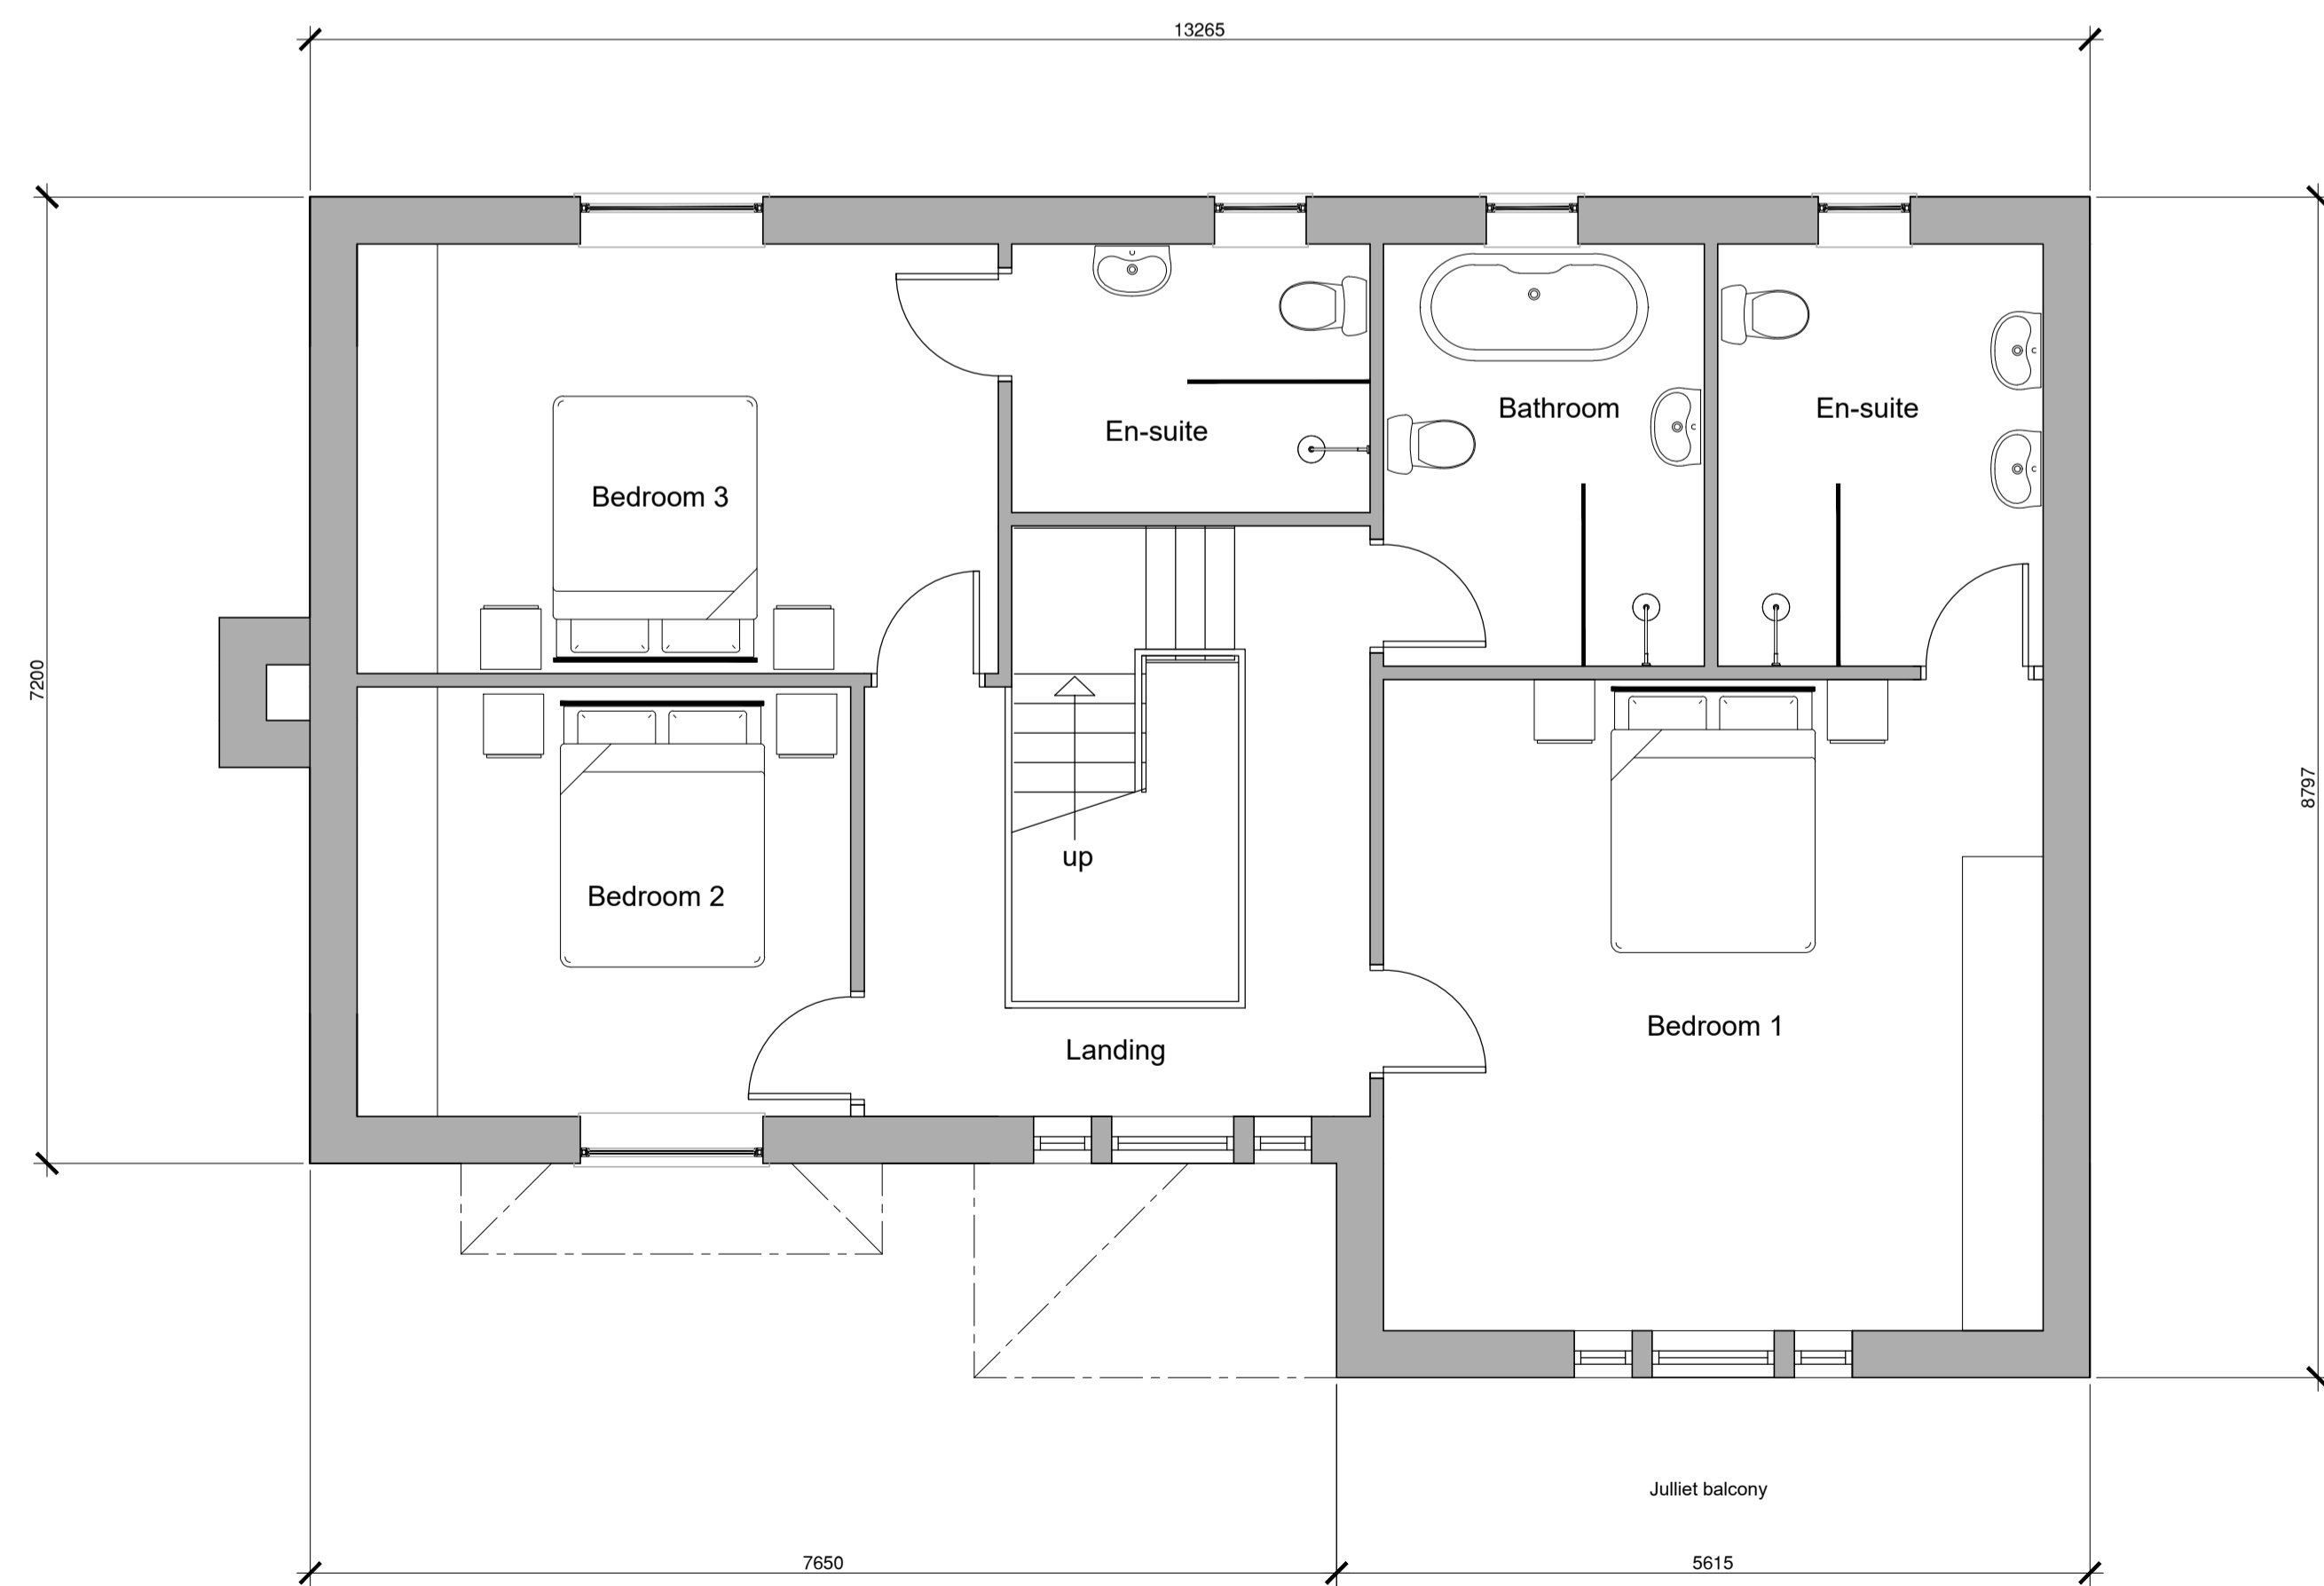 13265
Bathroom
En-suite
En-suite
Bedroom 3
7200
8797
up
Bedroom 2
Bedroom 1
Landing
Julliet balcony
7650
5615